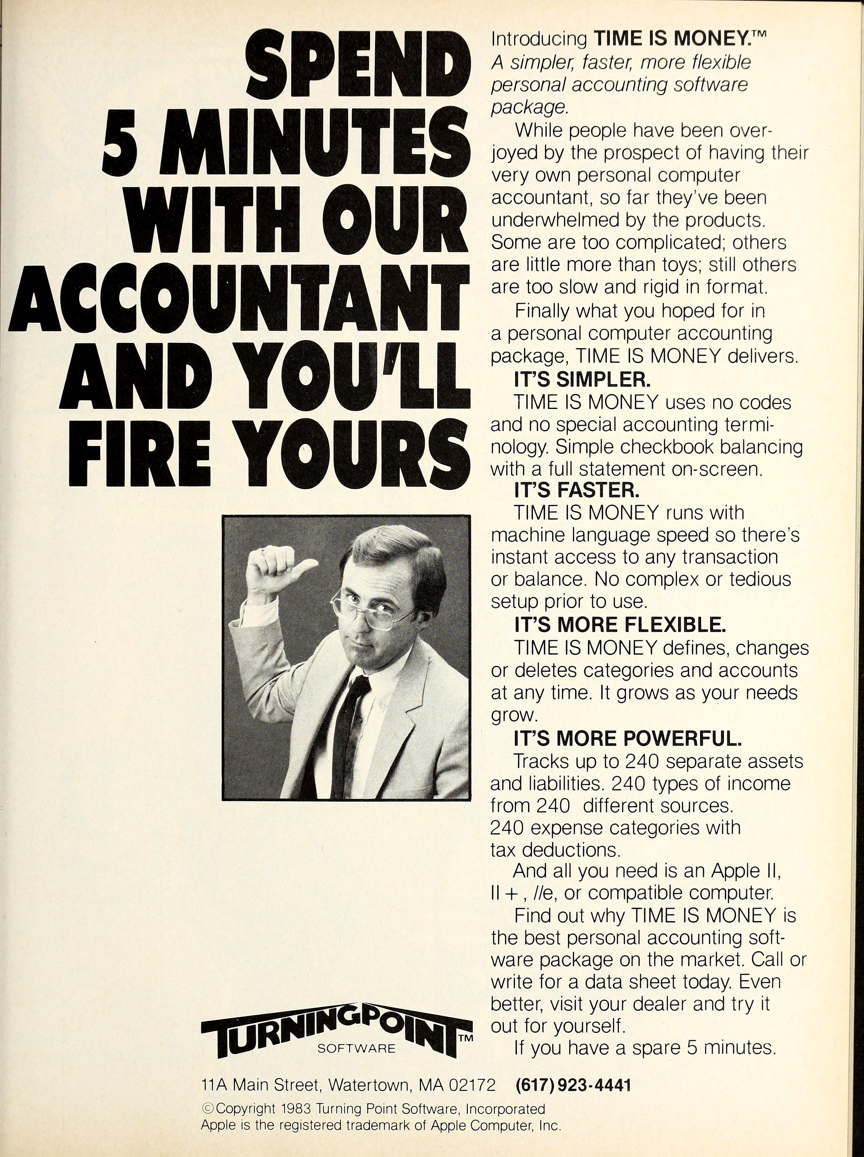 SPEND
5 MINUTES
WITH OUR
ACCOUNTANT
AND YOU'LL
FIRE YOURS
Introducing TIME IS MONEY.™
A simpler, faster, more flexible
personal accounting software
package.
While people have been over-
joyed by the prospect of having their
very own personal computer
accountant, so far they've been
underwhelmed by the products.
Some are too complicated; others
are little more than toys; still others
are too slow and rigid in format.
Finally what you hoped for in
a personal computer accounting
package, TIME IS MONEY delivers.
IT'S SIMPLER.
TIME IS MONEY uses no codes
and no special accounting termi-
nology. Simple checkbook balancing
with a full statement on-screen.
IT'S FASTER.
TIME IS MONEY runs with
machine language speed so there's
instant access to any transaction
or balance. No complex or tedious
setup prior to use.
IT'S MORE FLEXIBLE.
TIME IS MONEY defines, changes
or deletes categories and accounts
at any time. It grows as your needs
grow.
IT'S MORE POWERFUL.
Tracks up to 240 separate assets
and liabilities. 240 types of income
from 240 different sources.
240 expense categories with
tax deductions.
And all you need is an Apple II,
II +, //e, or compatible computer.
Find out why TIME IS MONEY is
the best personal accounting soft-
ware package on the market. Call or
write for a data sheet today. Even
better, visit your dealer and try it
out for yourself.
If you have a spare 5 minutes.
TURNINGPOINT™
SOFTWARE
11A Main Street, Watertown, MA 02172 (617) 923-4441
©Copyright 1983 Turning Point Software, Incorporated
Apple is the registered trademark of Apple Computer, Inc.